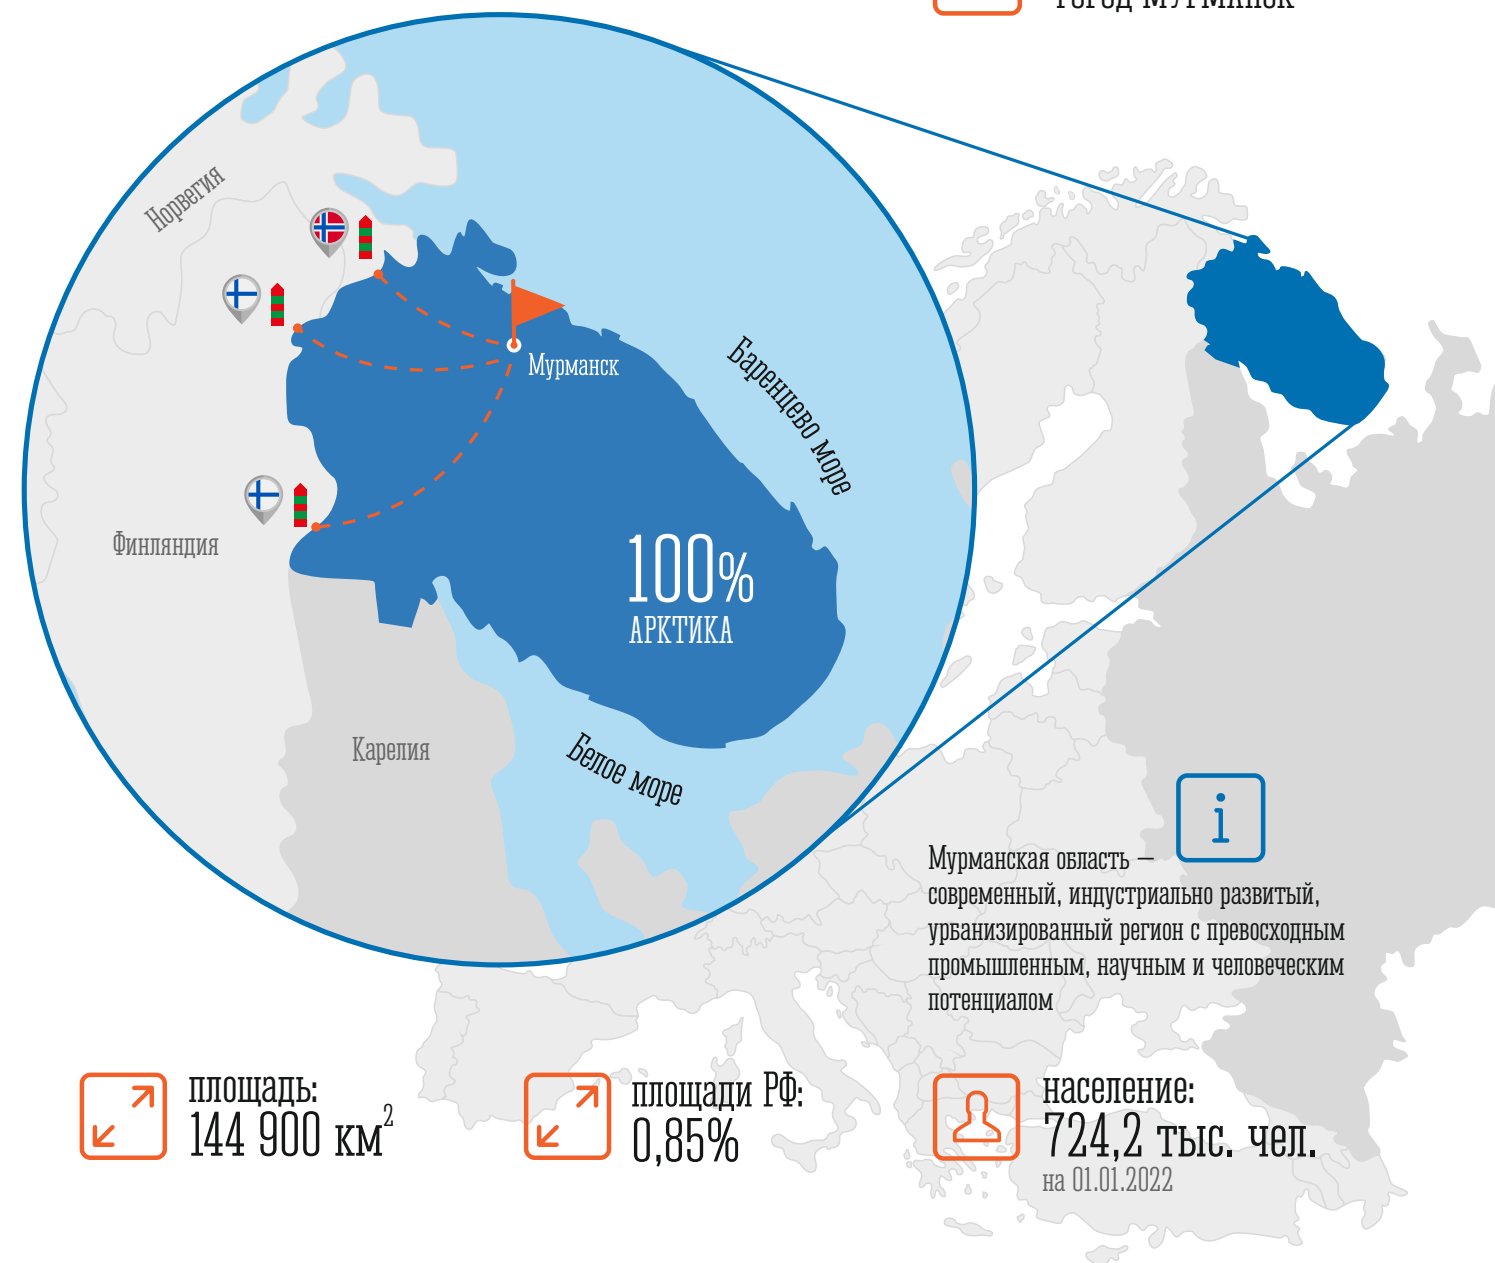 город Мурманск
Норвегия
Мурманск
Баренцево море
Финляндия
100%
АРКТИКА
Карелия
Белое море
i
Мурманская область –
современный, индустриально развитый,
урбанизированный регион с превосходным
промышленным, научным и человеческим
потенциалом
площадь:
144 900 км²
площади РФ:
0,85%
население:
724,2 тыс. чел.
на 01.01.2022